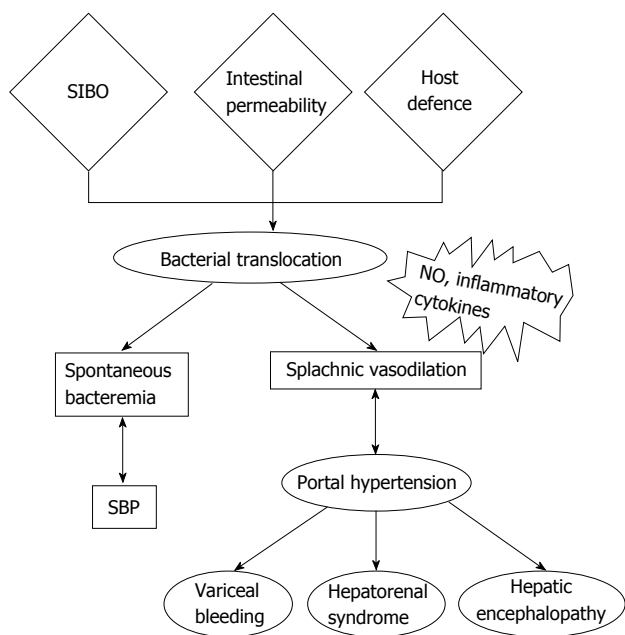 SIBO
Intestinal
permeability
Host
defence
Bacterial translocation
NO, inflammatory
cytokines
Spontaneous
bacteremia
Splachnic vasodilation
SBP
Portal hypertension
Variceal
bleeding
Hepatorenal
syndrome
Hepatic
encephalopathy